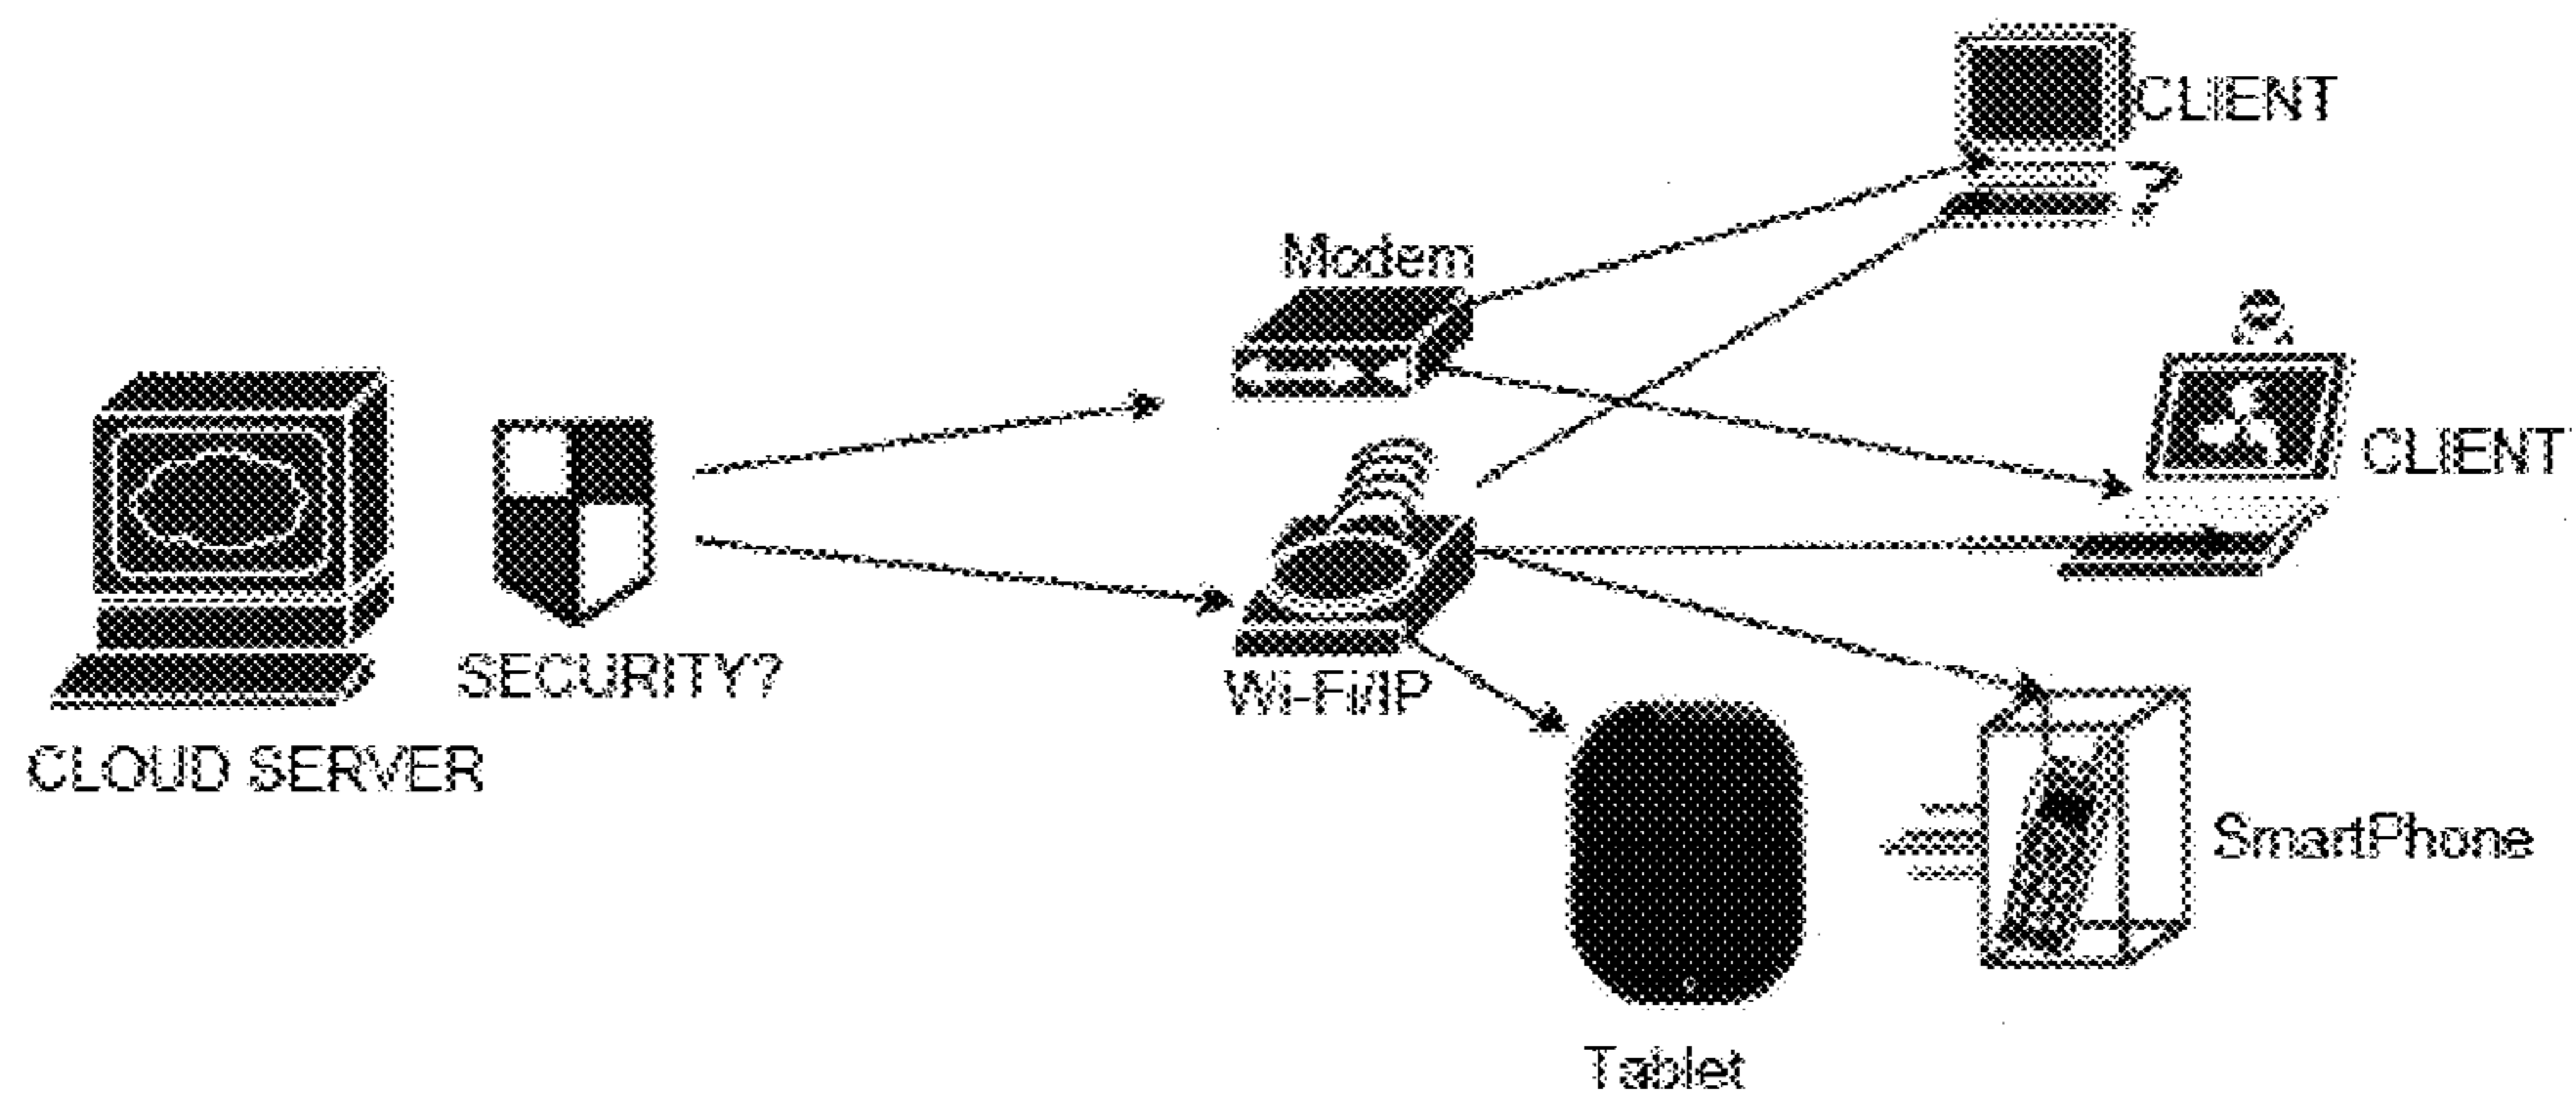 CLIENT
?
Modem
CLIENT
SECURITY?
Wi-Fi/IP
CLOUD SERVER
SmartPhone
Tablet